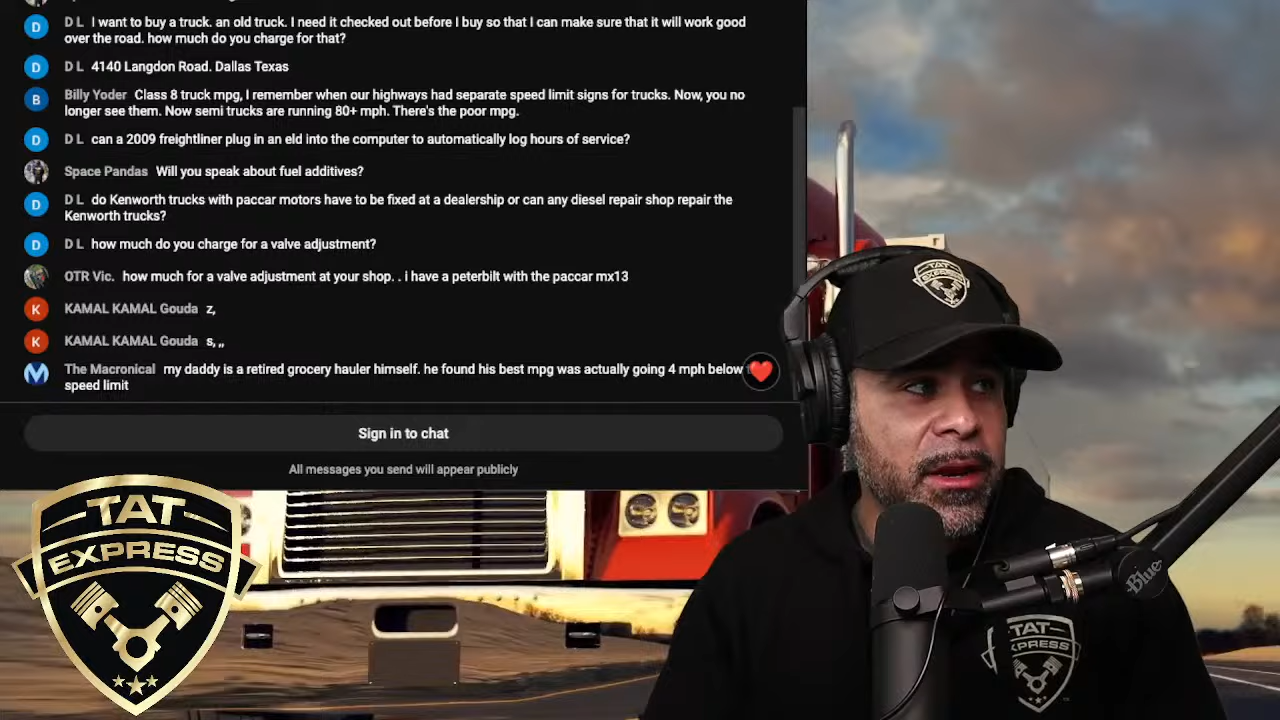 D L I want to buy a truck. an old truck. I need it checked out before I buy so that I can make sure that it will work good
over the road. how much do you charge for that?
D L 4140 Langdon Road. Dallas Texas
Billy Yoder Class 8 truck mpg, I remember when our highways had separate speed limit signs for trucks. Now, you no
longer see them. Now semi trucks are running 80+ mph. There's the poor mpg.
D L can a 2009 freightliner plug in an eld into the computer to automatically log hours of service?
Space Pandas Will you speak about fuel additives?
D L do Kenworth trucks with paccar motors have to be fixed at a dealership or can any diesel repair shop repair the
Kenworth trucks?
D L how much do you charge for a valve adjustment?
OTR Vic. how much for a valve adjustment at your shop. . i have a peterbilt with the paccar mx13
KAMAL KAMAL Gouda z,
KAMAL KAMAL Gouda s, ,,
The Macronical my daddy is a retired grocery hauler himself. he found his best mpg was actually going 4 mph below
speed limit
Sign in to chat
All messages you send will appear publicly
TAT
EXPRESS
TAT
EXPRESS
Blue
TAT
XPRESS